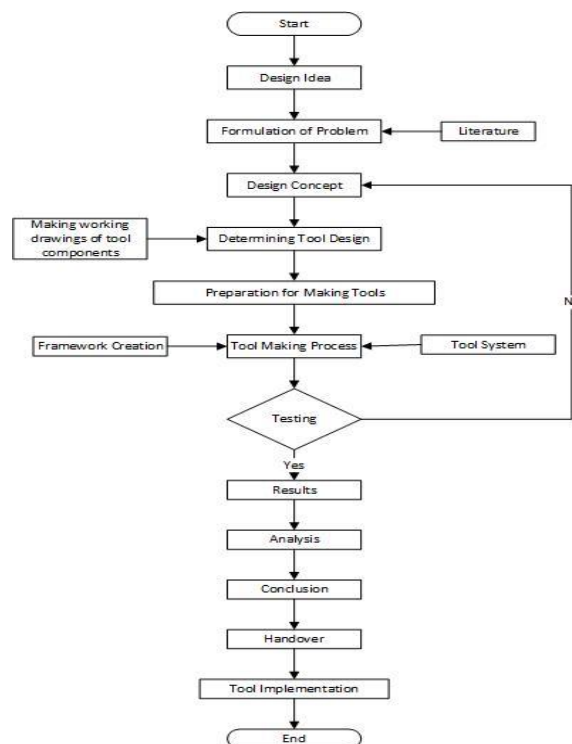 Start
Design Idea
Formulation of Problem
Literature
Design Concept
Making working
drawings of tool
components
Determining Tool Design
Preparation for Making Tools
N
Framework Creation
Tool Making Process
Tool System
Testing
Yes
Results
Analysis
Conclusion
Handover
Tool Implementation
End